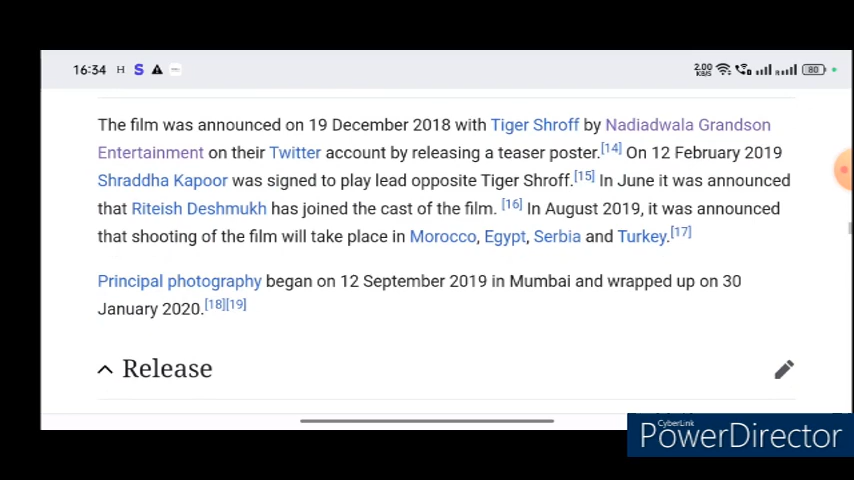 16:34 H S
2.00 KB/S 80
The film was announced on 19 December 2018 with Tiger Shroff by Nadiadwala Grandson
Entertainment on their Twitter account by releasing a teaser poster.[14] On 12 February 2019
Shraddha Kapoor was signed to play lead opposite Tiger Shroff.[15] In June it was announced
that Riteish Deshmukh has joined the cast of the film. [16] In August 2019, it was announced
that shooting of the film will take place in Morocco, Egypt, Serbia and Turkey.[17]
Principal photography began on 12 September 2019 in Mumbai and wrapped up on 30
January 2020.[18][19]
Release
CyberLink
PowerDirector